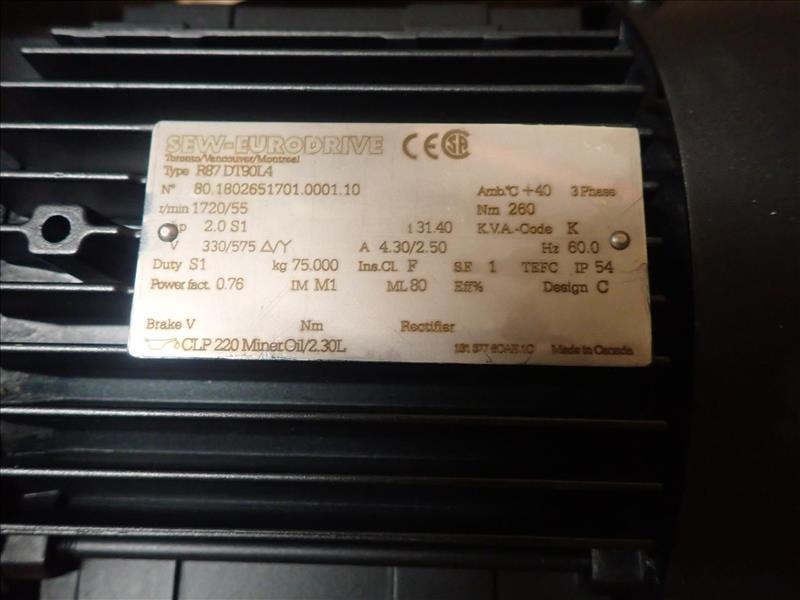 SEW-EURODRIVE CE SA
Toronto/Vancouver/Montreal
Type R87 DT90L4
N° 80.1802651701.0001.10 Amb.°C +40 3 Phase
r/min 1720/55 Nm 260
p 2.0 S1 i 31.40 K.V.A.-Code K
V 330/575 Δ/Y A 4.30/2.50 Hz 60.0
Duty S1 kg 75.000 Ins.Cl. F S.F. 1 TEFC IP 54
Power fact. 0.76 IM M1 ML 80 Eff% Design C
Brake V Nm Rectifier
CLP 220 Miner.Oil/2.30L Made in Canada